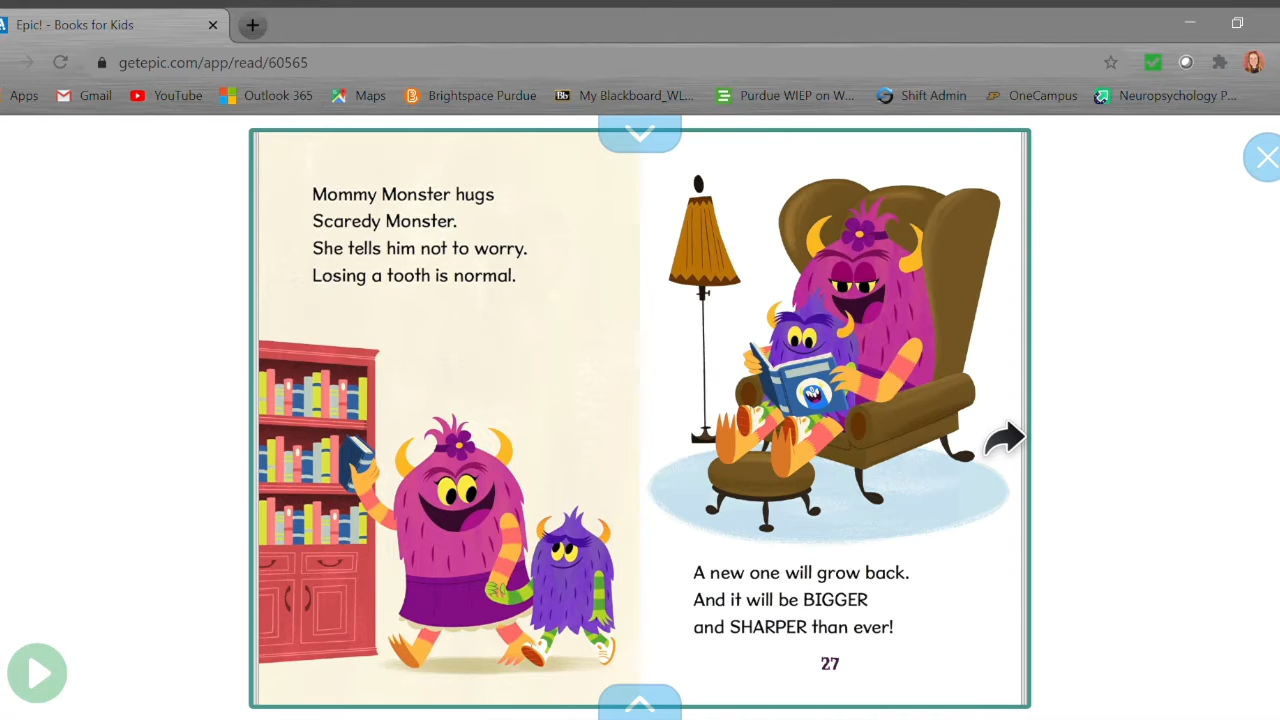 Epic! - Books for Kids
getepic.com/app/read/60565
Apps Gmail YouTube Outlook 365 Maps Brightspace Purdue Bb My Blackboard_WL... Purdue WIEP on W... Shift Admin OneCampus Neuropsychology P...
Mommy Monster hugs
Scaredy Monster.
She tells him not to worry.
Losing a tooth is normal.
A new one will grow back.
And it will be BIGGER
and SHARPER than ever!
27